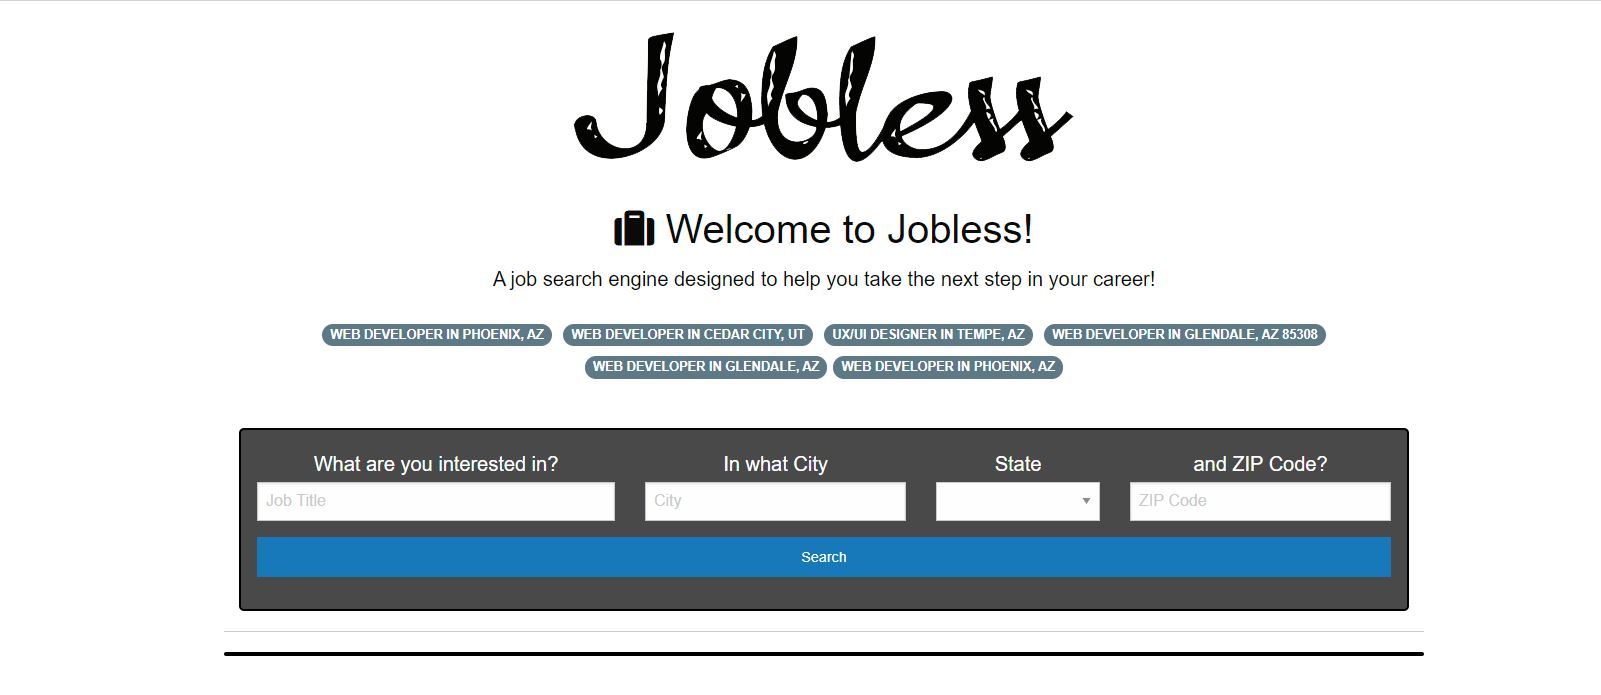 Jobless
Welcome to Jobless!
A job search engine designed to help you take the next step in your career!
WEB DEVELOPER IN PHOENIX, AZ WEB DEVELOPER IN CEDAR CITY, UT UX/UI DESIGNER IN TEMPE, AZ WEB DEVELOPER IN GLENDALE, AZ 85308
WEB DEVELOPER IN GLENDALE, AZ WEB DEVELOPER IN PHOENIX, AZ
What are you interested in? In what City State and ZIP Code?
Job Title City ZIP Code
Search